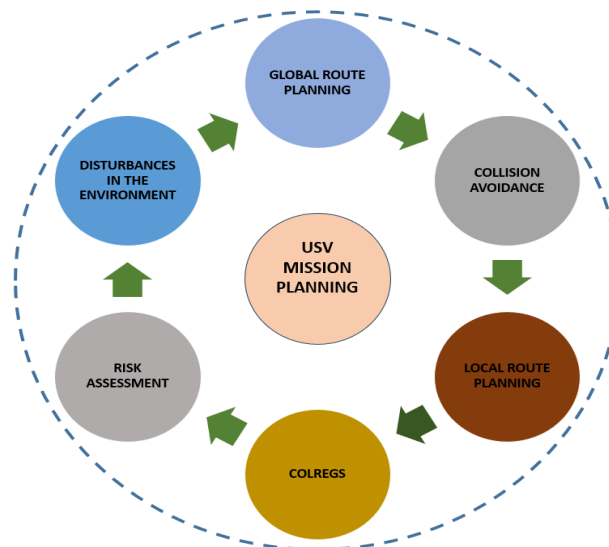 GLOBAL ROUTE
PLANNING
COLLISION
AVOIDANCE
LOCAL ROUTE
PLANNING
COLREGS
RISK
ASSESSMENT
DISTURBANCES
IN THE
ENVIRONMENT
USV
MISSION
PLANNING